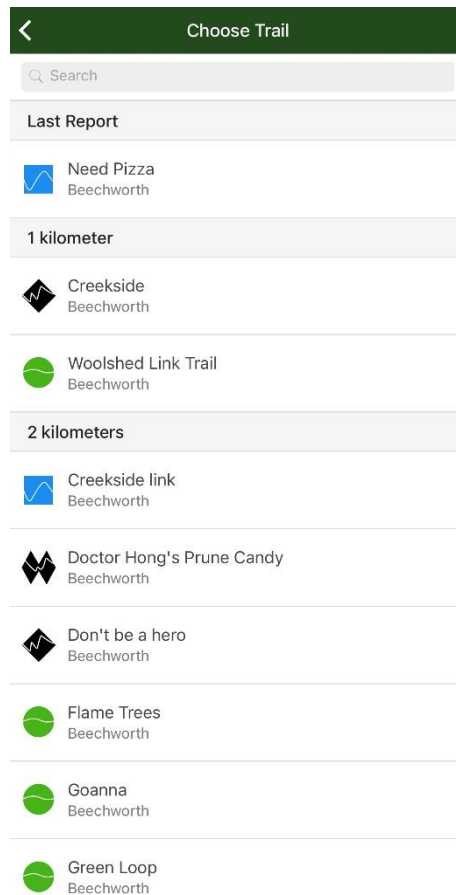 Choose Trail
Search
Last Report
Need Pizza
Beechworth
1 kilometer
Creekside
Beechworth
Woolshed Link Trail
Beechworth
2 kilometers
Creekside link
Beechworth
Doctor Hong's Prune Candy
Beechworth
Don't be a hero
Beechworth
Flame Trees
Beechworth
Goanna
Beechworth
Green Loop
Beechworth